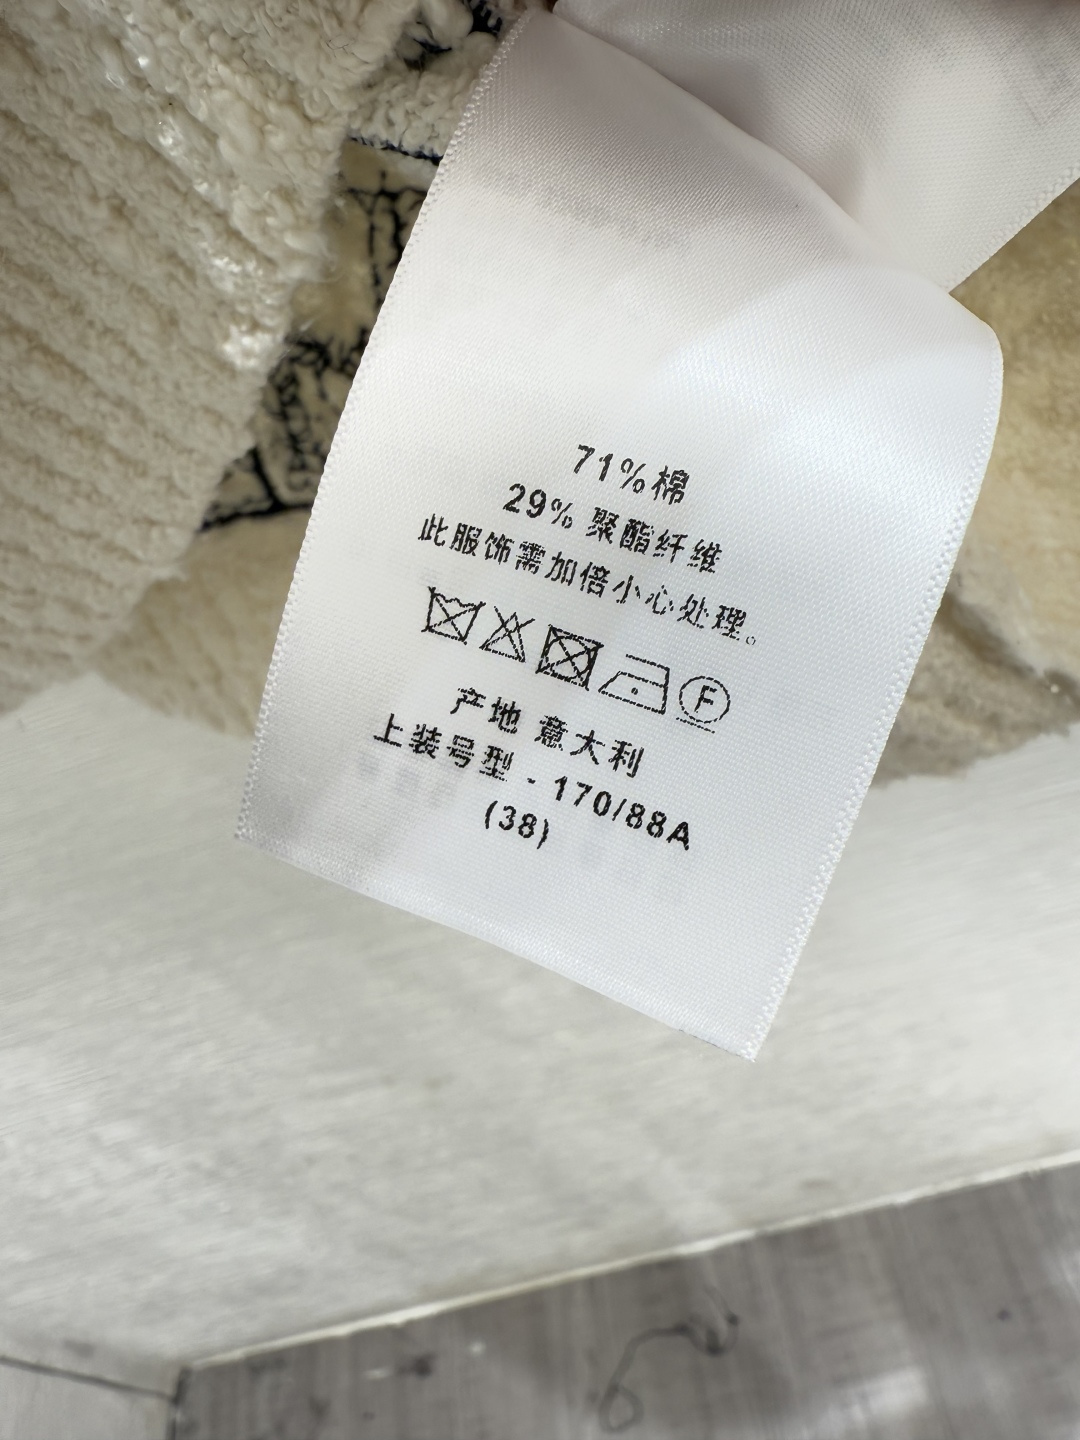 71%棉
29% 聚酯纤维
此服饰需加倍小心处理。
F
产地 意大利
上装号型 - 170/88A
(38)